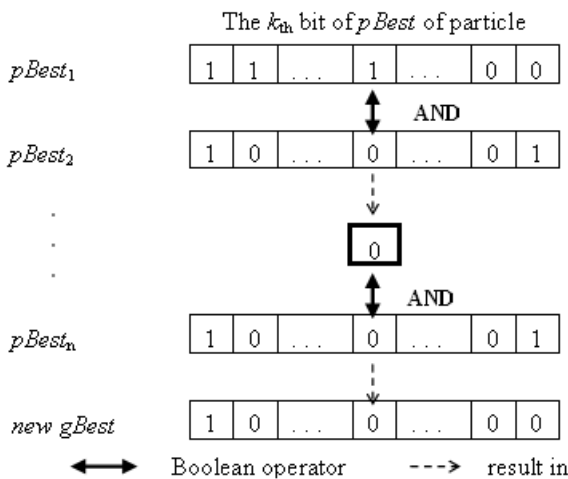 The kth bit of pBest of particle
pBest1 1 1 ... 1 ... 0 0
AND
pBest2 1 0 ... 0 ... 0 1
.
.
.
0
AND
pBestn 1 0 ... 0 ... 0 1
new gBest 1 0 ... 0 ... 0 0
Boolean operator result in